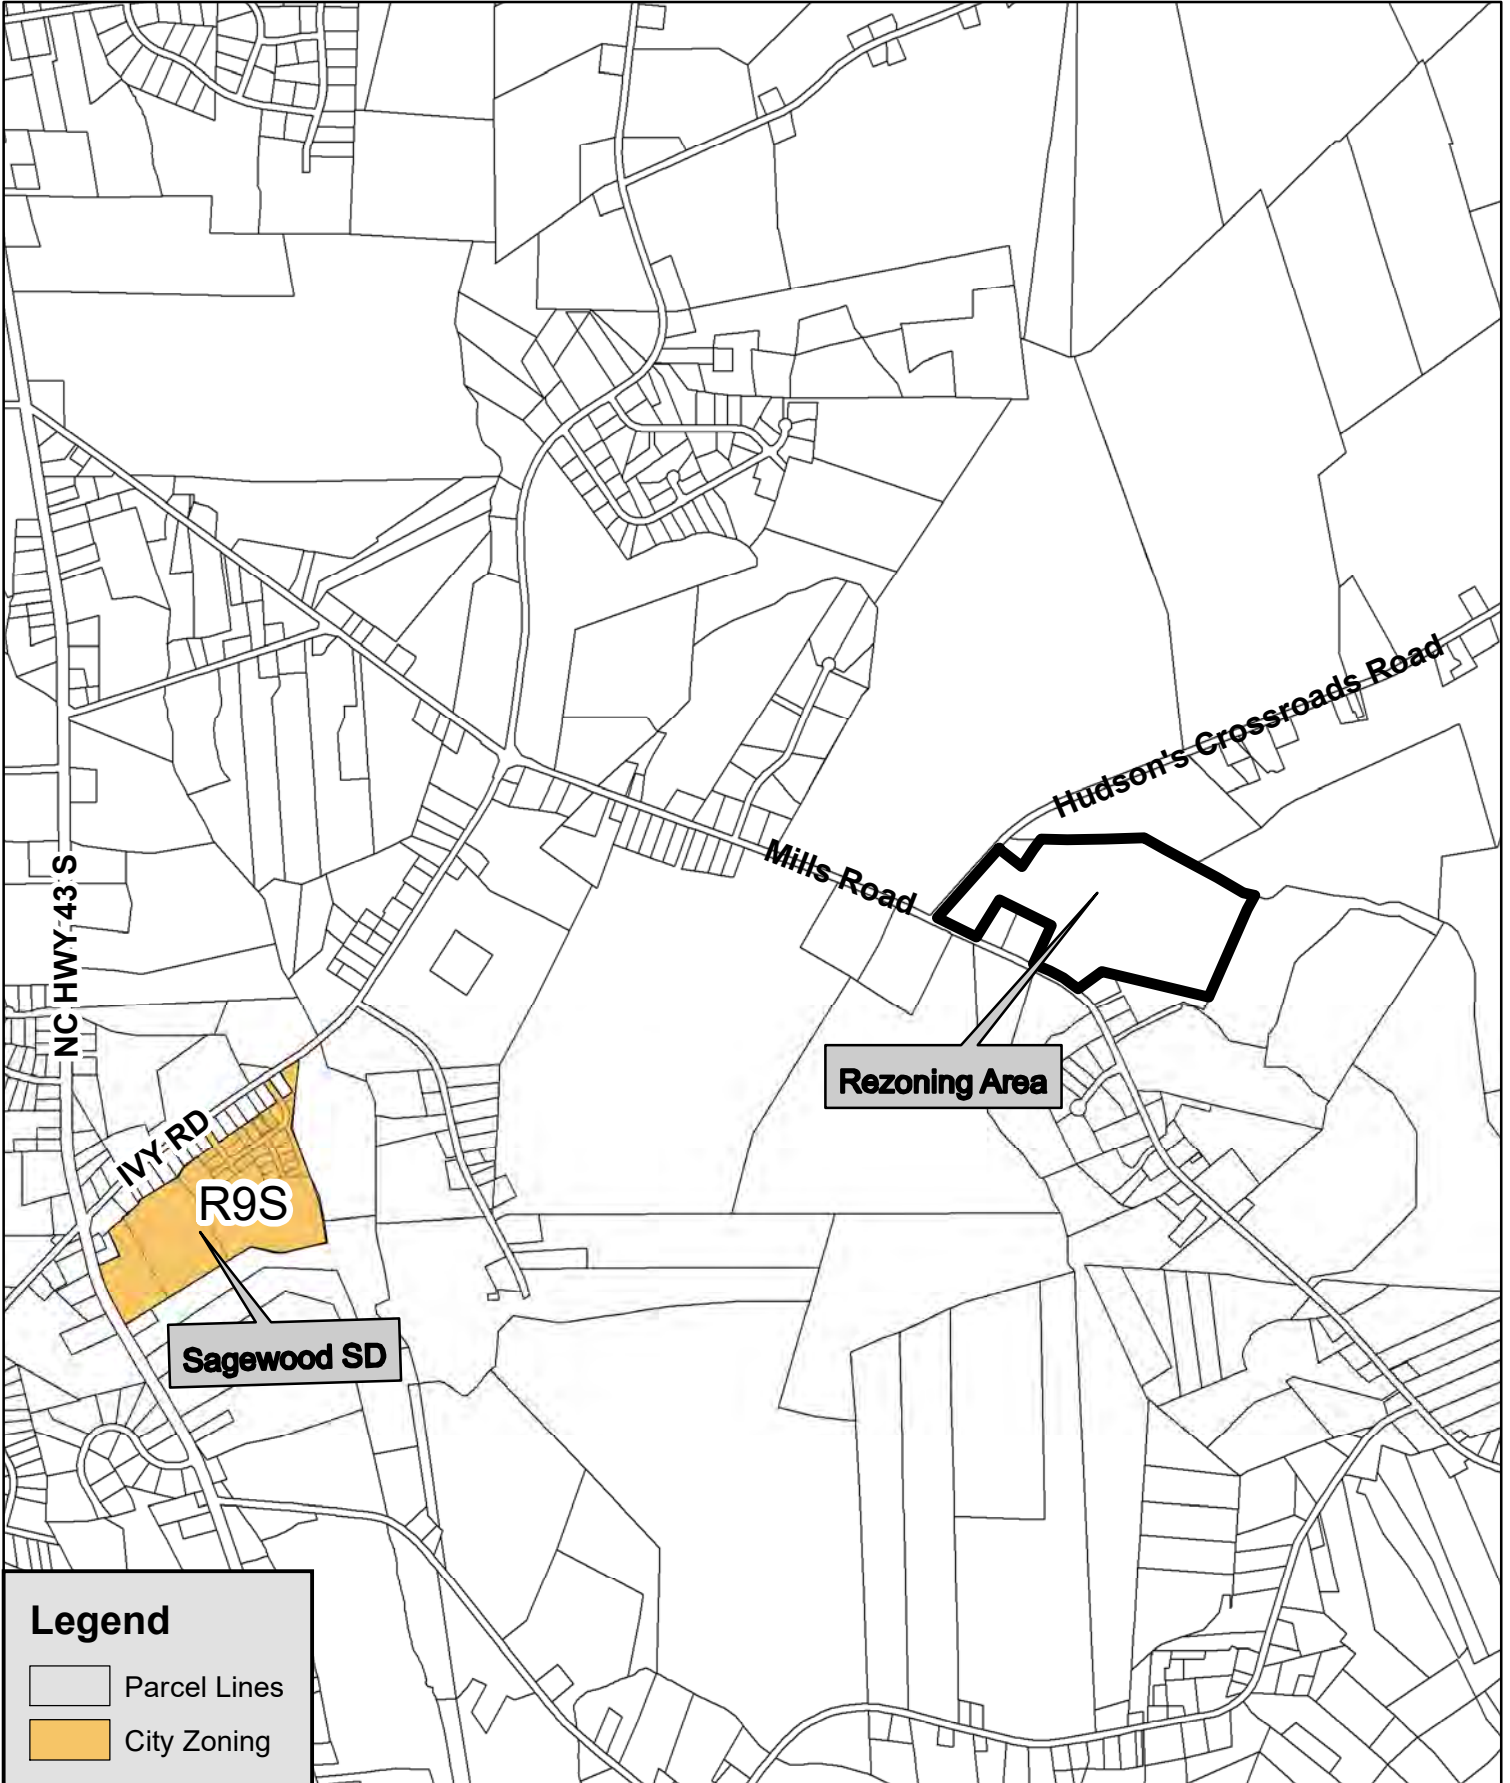 Hudson's Crossroads Road
Mills Road
NC HWY 43 S
Rezoning Area
IVY RD
R9S
Sagewood SD
Legend
Parcel Lines
City Zoning